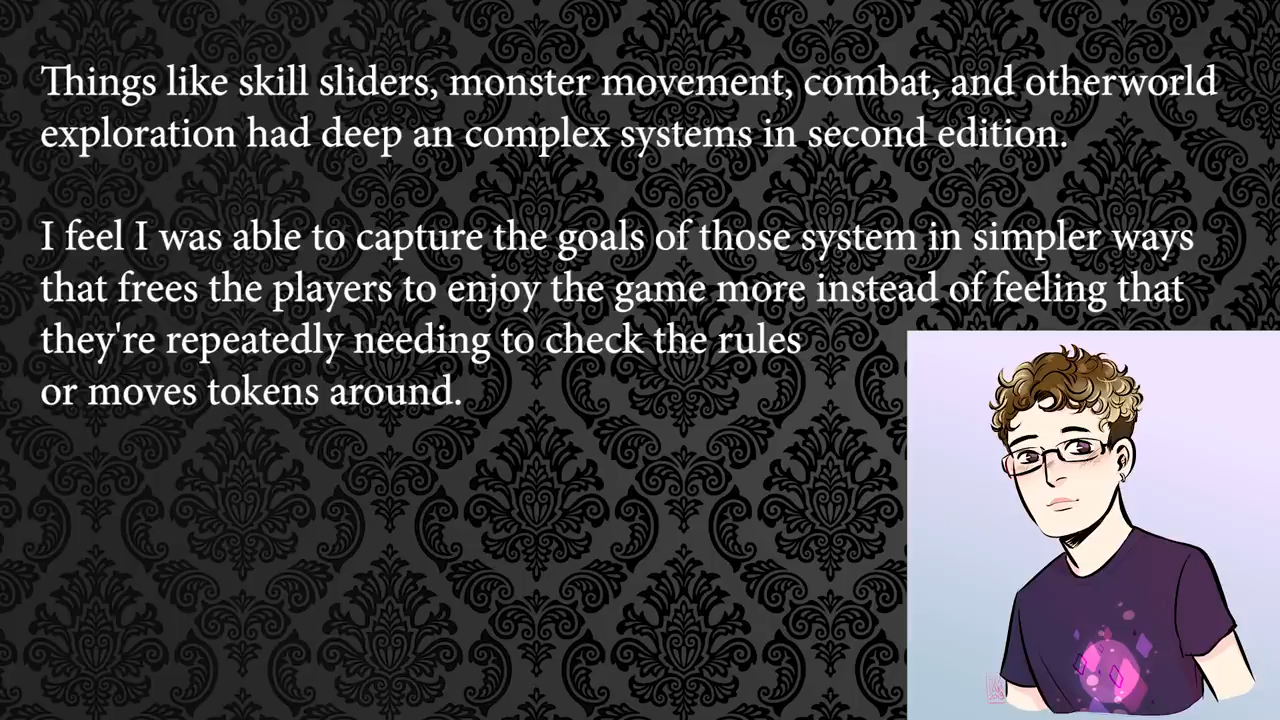 Things like skill sliders, monster movement, combat, and otherworld
exploration had deep an complex systems in second edition.
I feel I was able to capture the goals of those system in simpler ways
that frees the players to enjoy the game more instead of feeling that
they're repeatedly needing to check the rules
or moves tokens around.